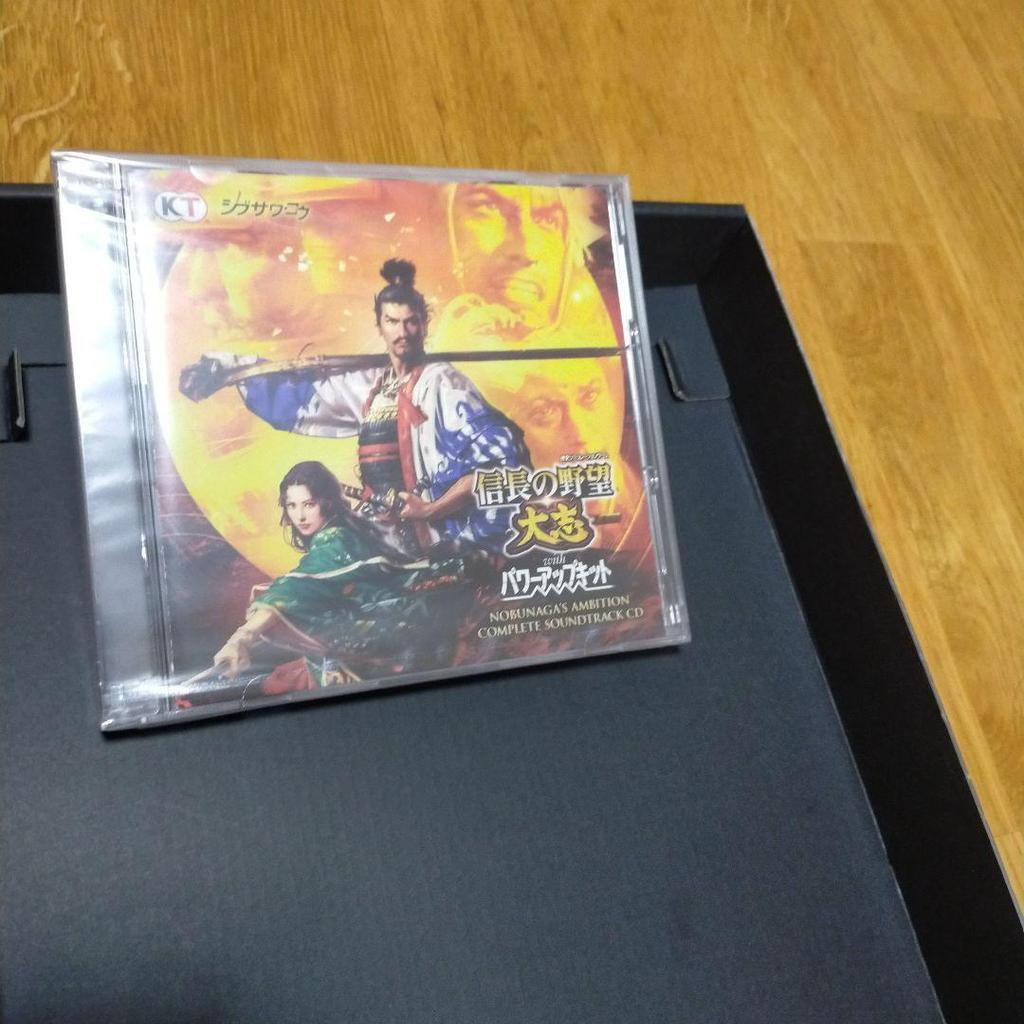 KT シブサワ・コウ
信長の野望
大志
with
パワーアップキット
NOBUNAGA'S AMBITION
COMPLETE SOUNDTRACK CD